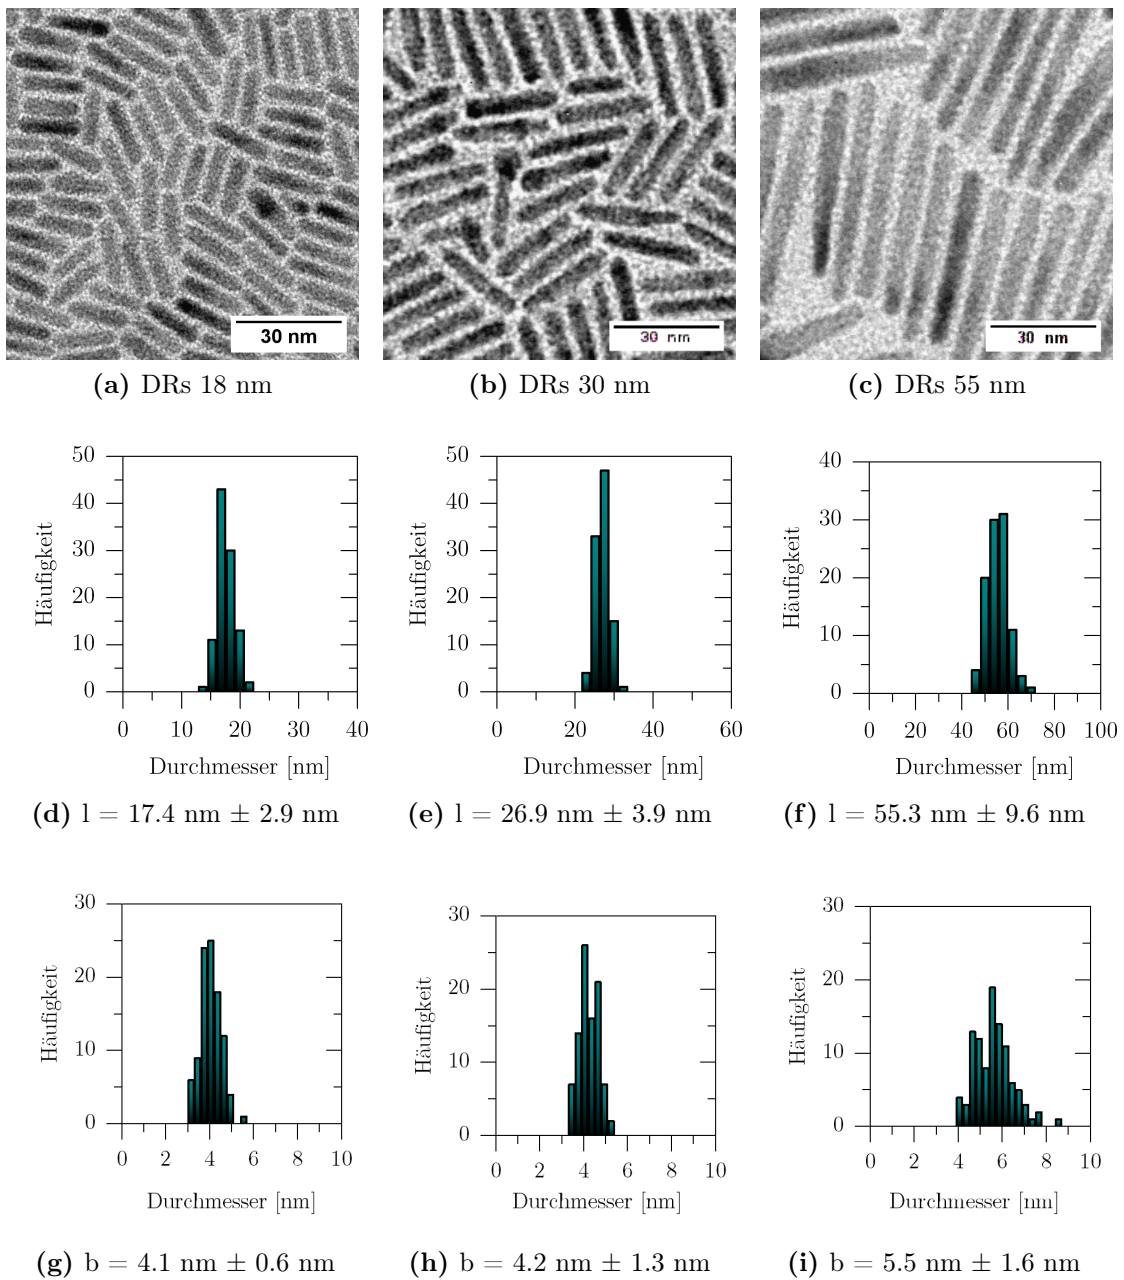 30 nm 30 nm 30 nm
(a) DRs 18 nm (b) DRs 30 nm (c) DRs 55 nm
50
40
30
20
10
0
Häufigkeit
0 10 20 30 40
Durchmesser [nm]
50
40
30
20
10
0
Häufigkeit
0 20 40 60
Durchmesser [nm]
40
30
20
10
0
Häufigkeit
0 20 40 60 80 100
Durchmesser [nm]
(d) l = 17.4 nm ± 2.9 nm (e) l = 26.9 nm ± 3.9 nm (f) l = 55.3 nm ± 9.6 nm
30
20
10
0
Häufigkeit
0 2 4 6 8 10
Durchmesser [nm]
30
20
10
0
Häufigkeit
0 2 4 6 8 10
Durchmesser [nm]
30
20
10
0
Häufigkeit
0 2 4 6 8 10
Durchmesser [nm]
(g) b = 4.1 nm ± 0.6 nm (h) b = 4.2 nm ± 1.3 nm (i) b = 5.5 nm ± 1.6 nm